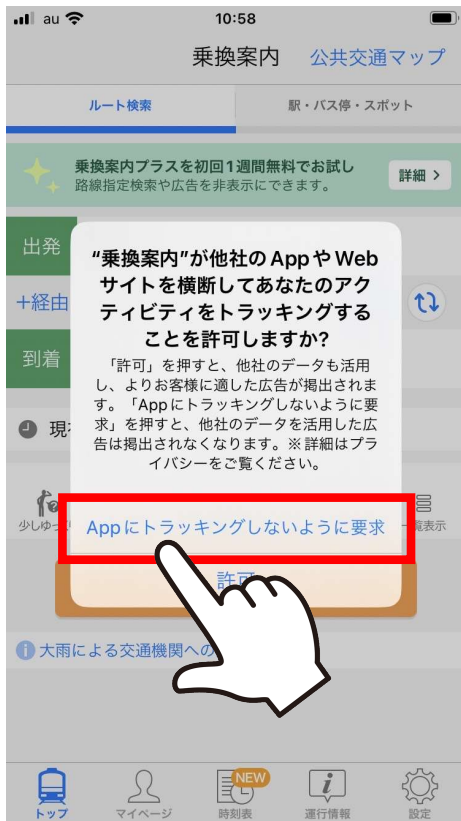 au
10:58
乗換案内 公共交通マップ
ルート検索
駅・バス停・スポット
乗換案内プラスを初回1週間無料でお試し
路線指定検索や広告を非表示にできます。
詳細 >
出発
+経由
到着
“乗換案内”が他社のAppやWeb
サイトを横断してあなたのアク
ティビティをトラッキングする
ことを許可しますか?
「許可」を押すと、他社のデータも活用
し、よりお客様に適した広告が掲出されま
す。「Appにトラッキングしないように要
求」を押すと、他社のデータを活用した広
告は掲出されなくなります。※詳細はプラ
イバシーをご覧ください。
現
少しゆっ
覧表示
Appにトラッキングしないように要求
許可
大雨による交通機関への
トップ
マイページ
NEW
時刻表
運行情報
設定